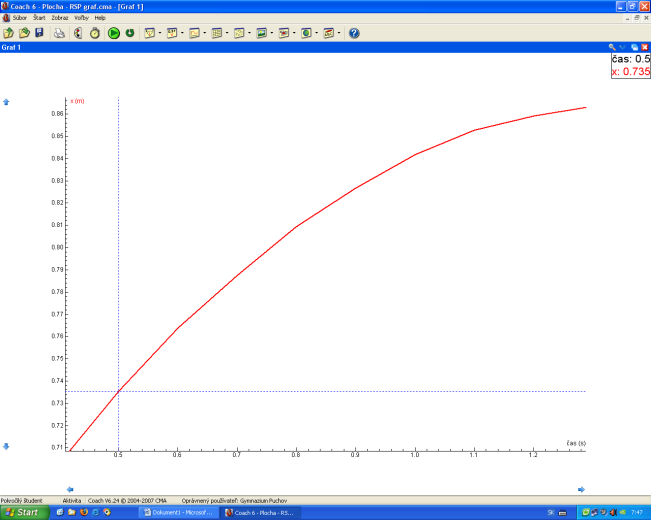 Coach 6 - Plocha - RSP graf.cma - [Graf 1]
Súbor Štart Zobraz Voľby Help
Graf 1
čas: 0.5
x: 0.735
x (m)
0.86
0.85
0.84
0.83
0.82
0.81
0.80
0.79
0.78
0.77
0.76
0.75
0.74
0.73
0.72
0.71
čas (s)
0.5 0.6 0.7 0.8 0.9 1.0 1.1 1.2
Pokročilý študent Aktivita Coach V6.24 © 2004-2007 CMA Oprávnený používateľ: Gymnazium Puchov
Start Dokument1 - Microsof... Coach 6 - Plocha - RS... SK 7:47